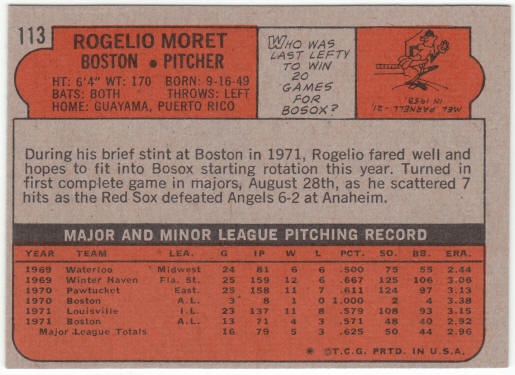 113
ROGELIO MORET
BOSTON • PITCHER
HT: 6'4" WT: 170 BORN: 9-16-49
BATS: BOTH THROWS: LEFT
HOME: GUAYAMA, PUERTO RICO
WHO WAS
LAST LEFTY
TO WIN
20
GAMES
FOR
BOSOX?
MEL PARNELL -21-
IN 1953
During his brief stint at Boston in 1971, Rogelio fared well and
hopes to fit into Bosox starting rotation this year. Turned in
first complete game in majors, August 28th, as he scattered 7
hits as the Red Sox defeated Angels 6-2 at Anaheim.
MAJOR AND MINOR LEAGUE PITCHING RECORD
YEAR TEAM LEA. G IP W L PCT. SO. BB. ERA.
1969 Waterloo Midwest 24 81 6 6 .500 75 55 2.44
1969 Winter Haven Fla. St. 25 159 12 6 .667 125 106 3.06
1970 Pawtucket East. 25 158 11 7 .611 124 97 3.13
1970 Boston A.L. 3 8 1 0 1.000 2 4 3.38
1971 Louisville I.L. 23 137 11 8 .579 108 93 3.15
1971 Boston A.L. 13 71 4 3 .571 48 40 2.92
Major League Totals 16 79 5 3 .625 50 44 2.96
* ©T.C.G. PRTD. IN U.S.A.